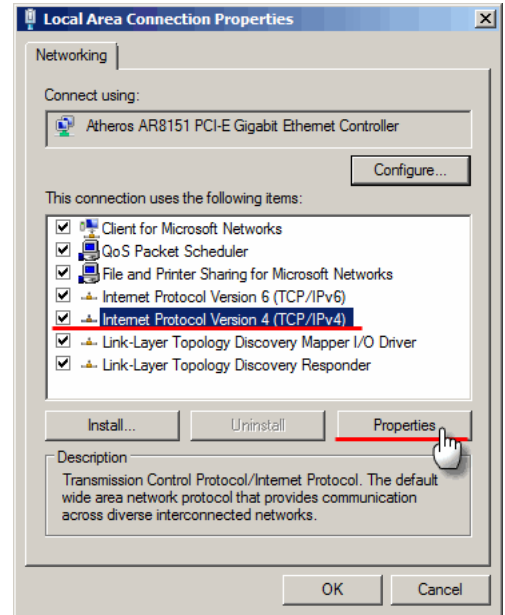 Local Area Connection Properties
Networking
Connect using:
Atheros AR8151 PCI-E Gigabit Ethernet Controller
Configure...
This connection uses the following items:
Client for Microsoft Networks
QoS Packet Scheduler
File and Printer Sharing for Microsoft Networks
Internet Protocol Version 6 (TCP/IPv6)
Internet Protocol Version 4 (TCP/IPv4)
Link-Layer Topology Discovery Mapper I/O Driver
Link-Layer Topology Discovery Responder
Install... Uninstall Properties
Description
Transmission Control Protocol/Internet Protocol. The default
wide area network protocol that provides communication
across diverse interconnected networks.
OK Cancel